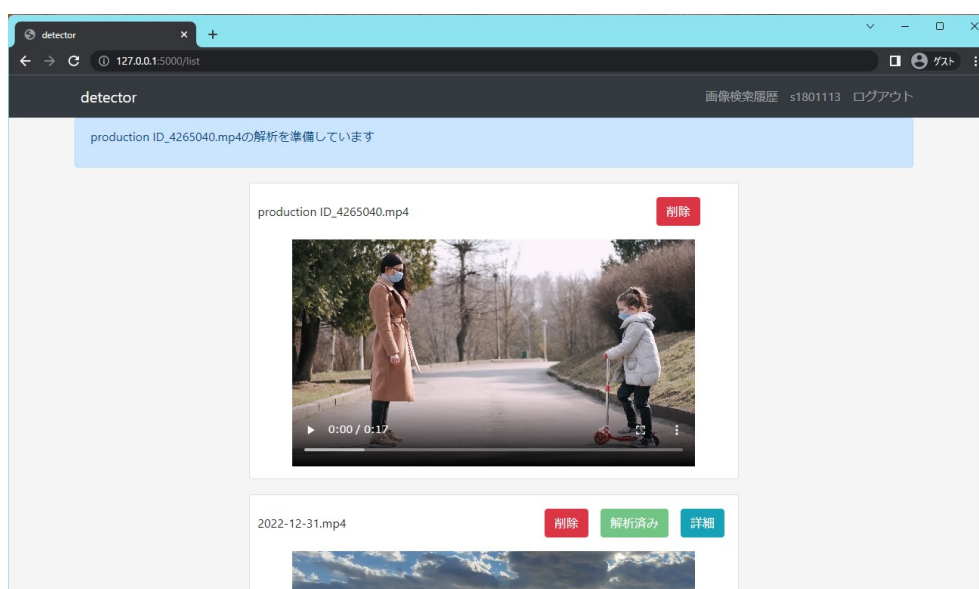 detector
127.0.0.1:5000/list
ゲスト
detector
画像検索履歴 s1801113 ログアウト
production ID_4265040.mp4の解析を準備しています
production ID_4265040.mp4
削除
0:00 / 0:17
2022-12-31.mp4
削除 解析済み 詳細